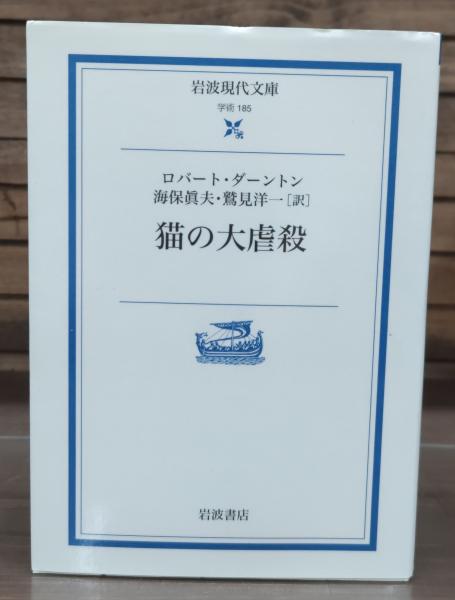 岩波現代文庫
学術 185
ロバート・ダーントン
海保眞夫・鷲見洋一[訳]
猫の大虐殺
岩波書店